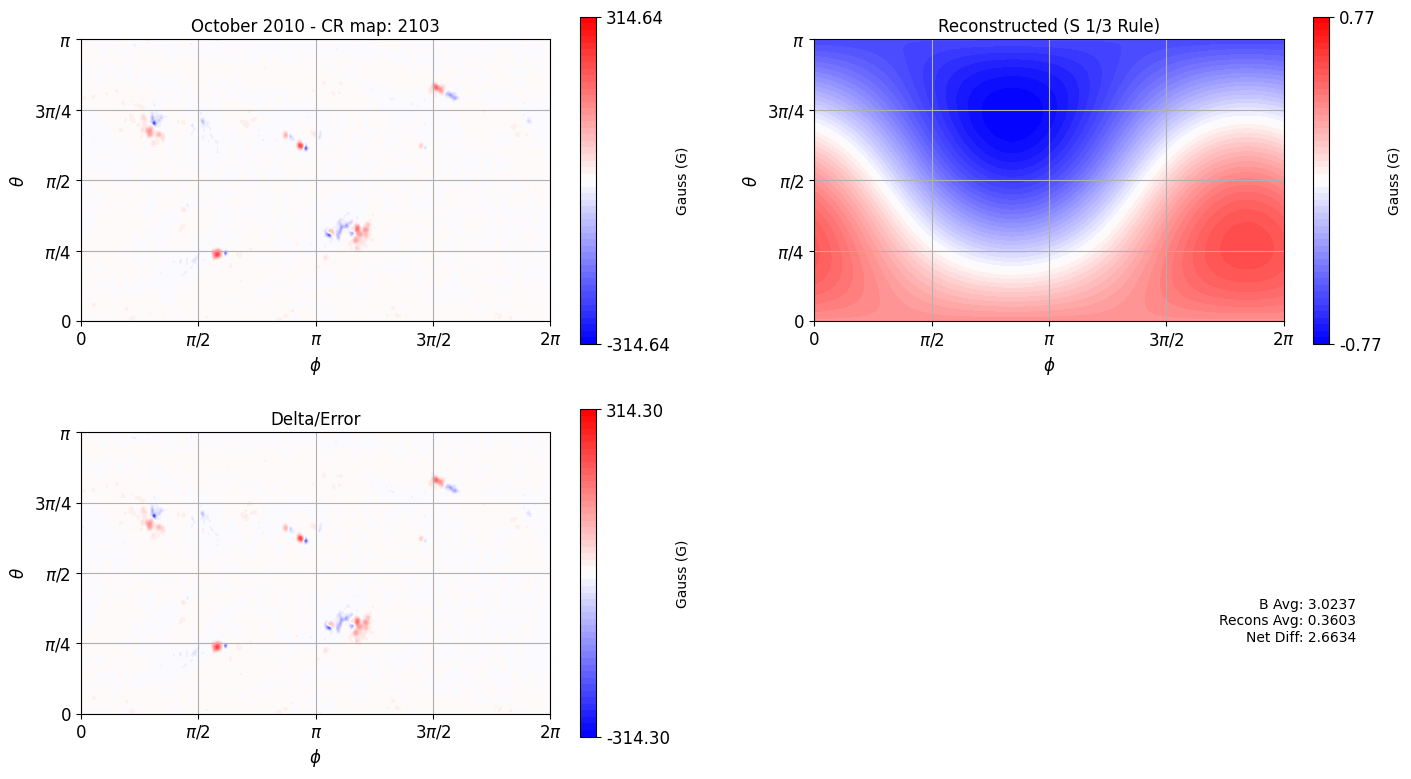 October 2010 - CR map: 2103
π
3π/4
π/2
π/4
0
θ
0
π/2
π
3π/2
2π
ϕ
314.64
-314.64
Gauss (G)
Reconstructed (S 1/3 Rule)
π
3π/4
π/2
π/4
0
θ
0
π/2
π
3π/2
2π
ϕ
0.77
-0.77
Gauss (G)
Delta/Error
π
3π/4
π/2
π/4
0
θ
0
π/2
π
3π/2
2π
ϕ
314.30
-314.30
Gauss (G)
B Avg: 3.0237
Recons Avg: 0.3603
Net Diff: 2.6634